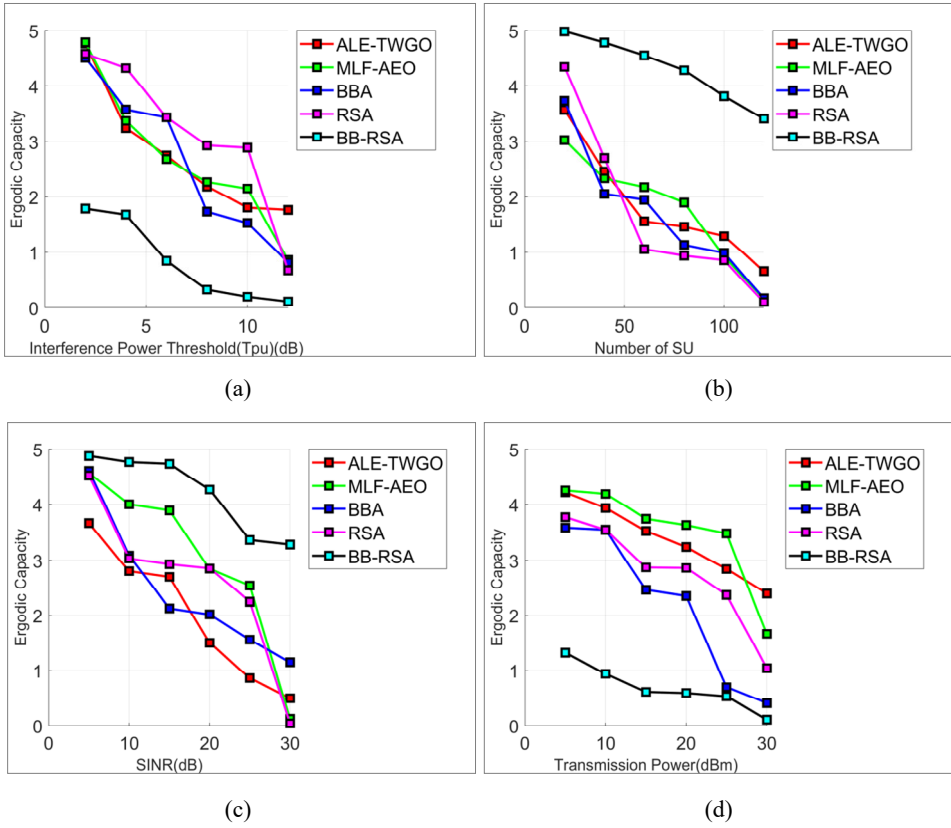 5
4
3
2
1
0
Ergodic Capacity
0 5 10
Interference Power Threshold(Tpu)(dB)
ALE-TWGO
MLF-AEO
BBA
RSA
BB-RSA
(a)
5
4
3
2
1
0
Ergodic Capacity
0 50 100
Number of SU
ALE-TWGO
MLF-AEO
BBA
RSA
BB-RSA
(b)
5
4
3
2
1
0
Ergodic Capacity
0 10 20 30
SINR(dB)
ALE-TWGO
MLF-AEO
BBA
RSA
BB-RSA
(c)
5
4
3
2
1
0
Ergodic Capacity
0 10 20 30
Transmission Power(dBm)
ALE-TWGO
MLF-AEO
BBA
RSA
BB-RSA
(d)